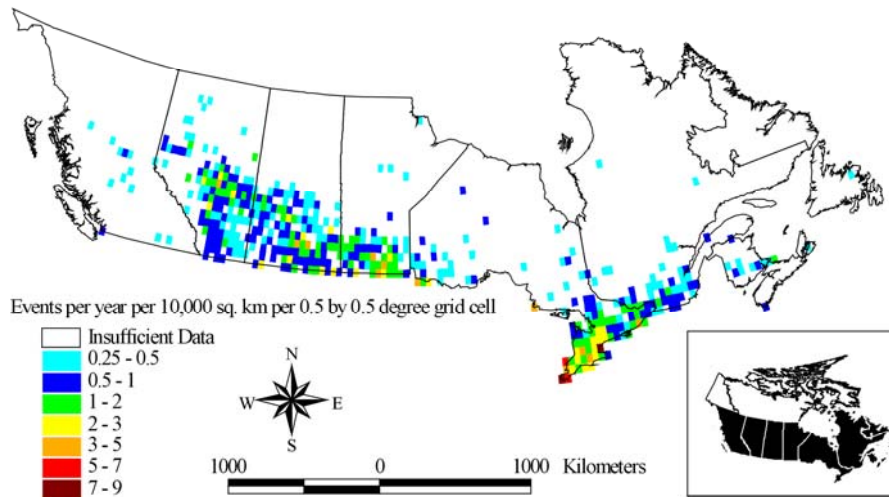 Events per year per 10,000 sq. km per 0.5 by 0.5 degree grid cell
Insufficient Data
0.25 - 0.5
0.5 - 1
1 - 2
2 - 3
3 - 5
5 - 7
7 - 9
N
W E
S
1000 0 1000 Kilometers